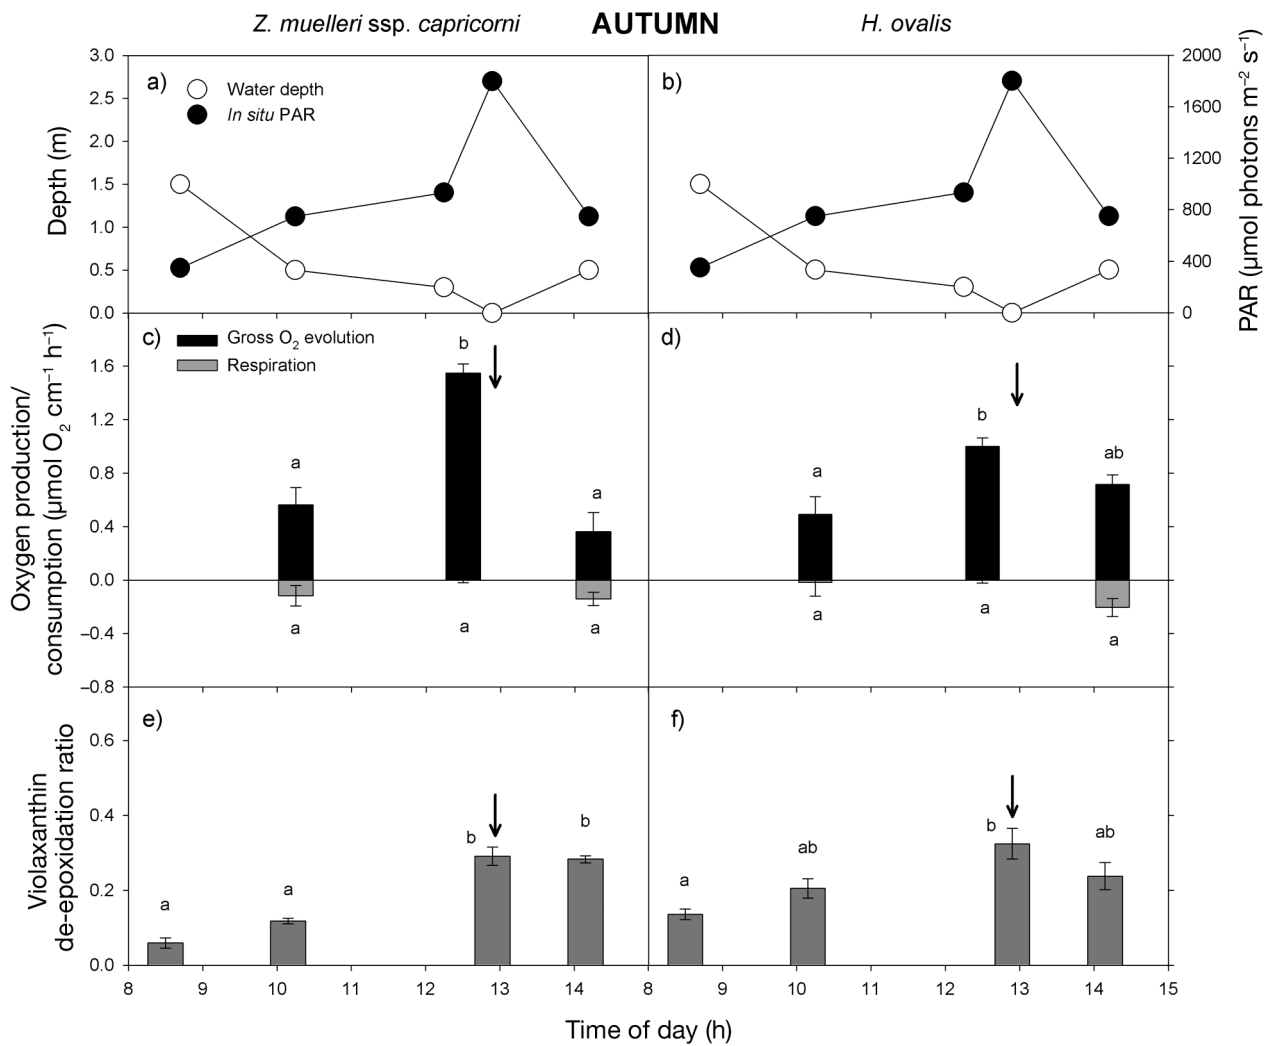 Z. muelleri ssp. capricorni AUTUMN H. ovalis
a)
Water depth
In situ PAR
b)
3.0
2.5
2.0
1.5
1.0
0.5
0.0
Depth (m)
2000
1600
1200
800
400
0
PAR (µmol photons m–2 s–1)
c)
Gross O2 evolution
Respiration
d)
1.6
1.2
0.8
0.4
0.0
–0.4
–0.8
Oxygen production/
consumption (µmol O2 cm–1 h–1)
a b a
a a a
a b ab
a a a
e)
f)
0.6
0.4
0.2
0.0
Violaxanthin
de-epoxidation ratio
a a b b
a ab b ab
8 9 10 11 12 13 14 8 9 10 11 12 13 14 15
Time of day (h)